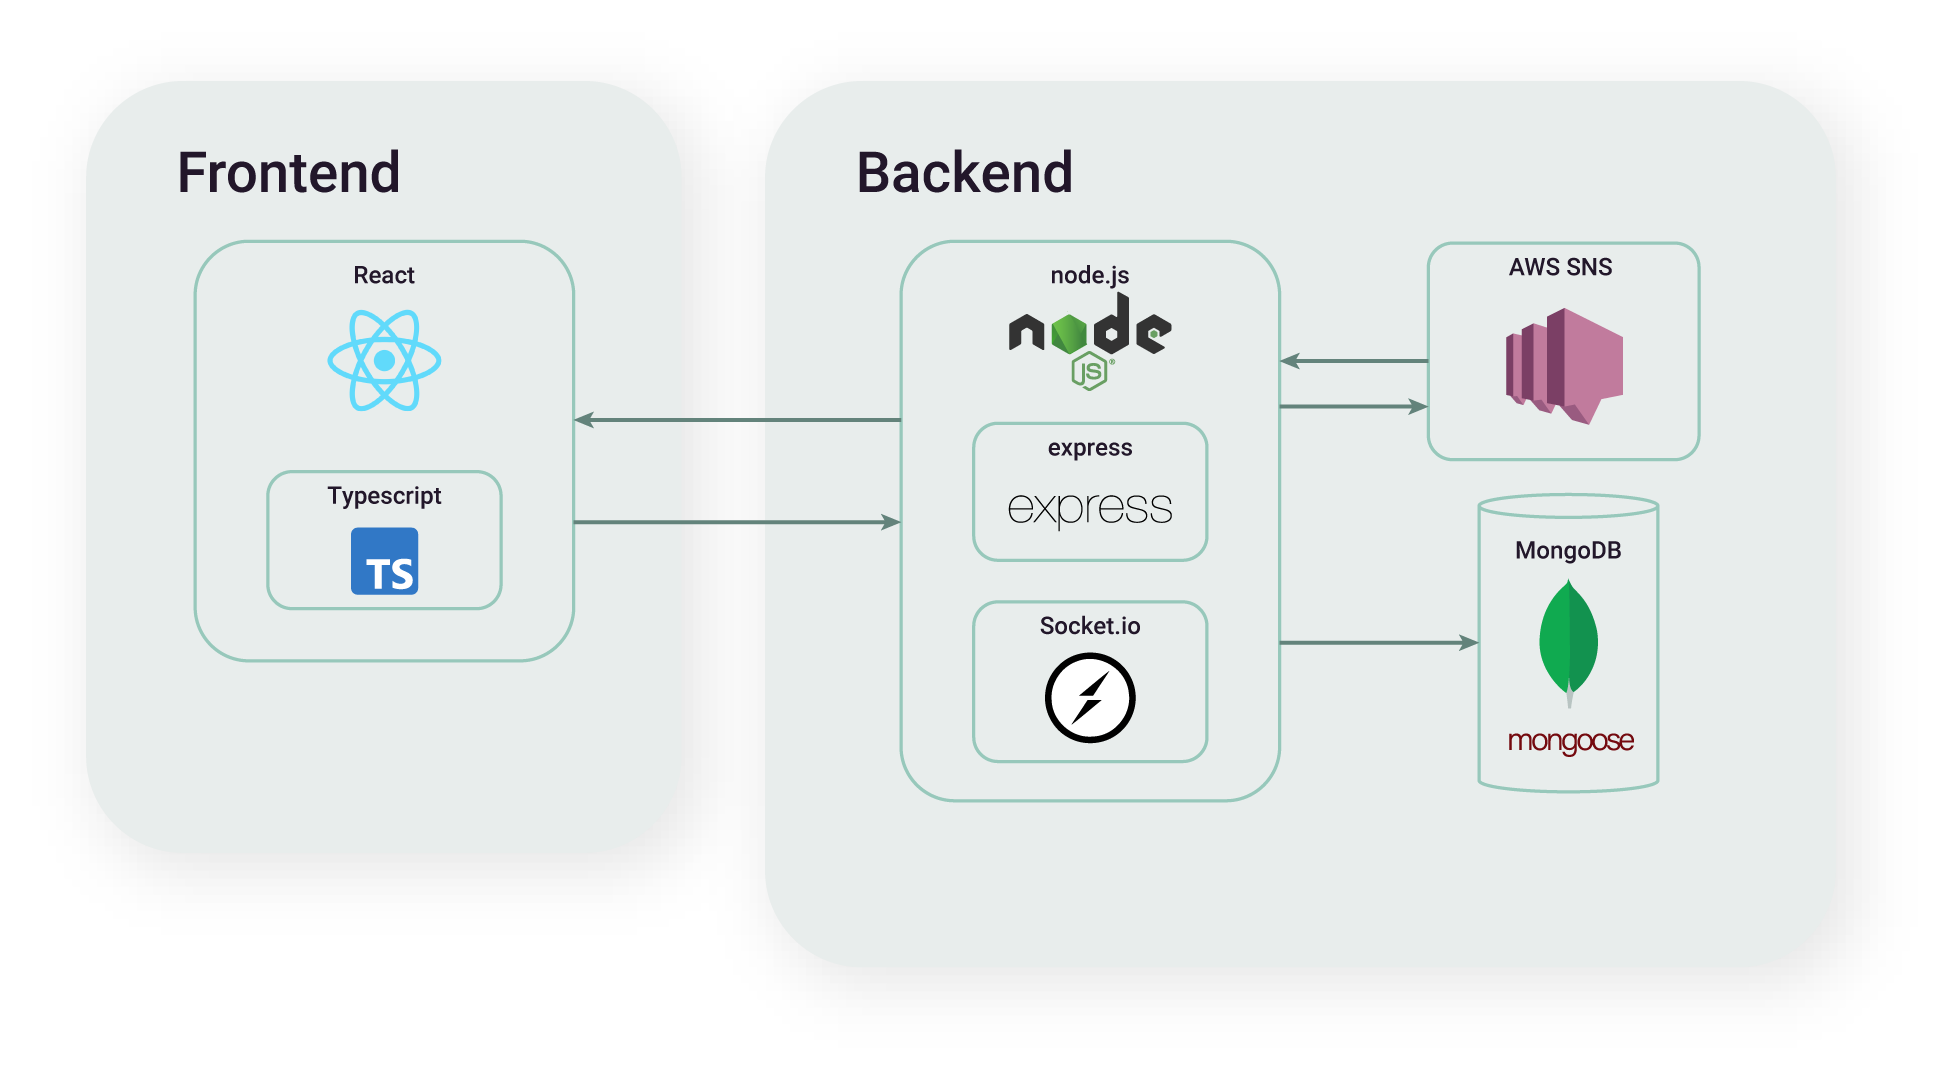 Frontend
React
Typescript
TS
Backend
node.js
node
JS®
express
express
Socket.io
AWS SNS
MongoDB
mongoose